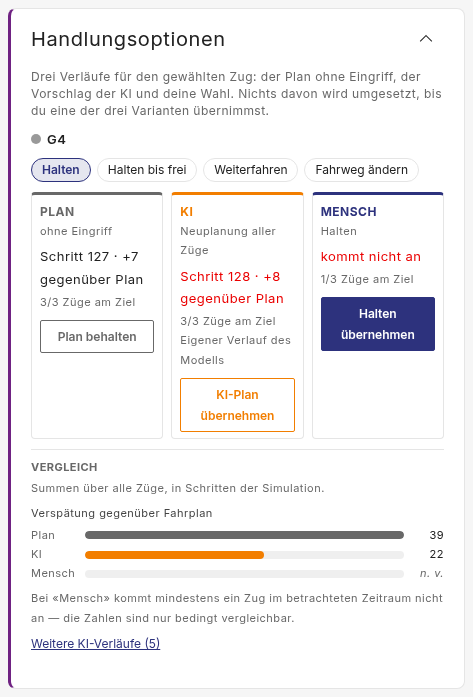 Handlungsoptionen
Drei Verläufe für den gewählten Zug: der Plan ohne Eingriff, der
Vorschlag der KI und deine Wahl. Nichts davon wird umgesetzt, bis
du eine der drei Varianten übernimmst.
G4
Halten
Halten bis frei
Weiterfahren
Fahrweg ändern
PLAN
ohne Eingriff
Schritt 127 · +7
gegenüber Plan
3/3 Züge am Ziel
Plan behalten
KI
Neuplanung aller
Züge
Schritt 128 · +8
gegenüber Plan
3/3 Züge am Ziel
Eigener Verlauf des
Modells
KI-Plan
übernehmen
MENSCH
Halten
kommt nicht an
1/3 Züge am Ziel
Halten
übernehmen
VERGLEICH
Summen über alle Züge, in Schritten der Simulation.
Verspätung gegenüber Fahrplan
Plan 39
KI 22
Mensch n. v.
Bei «Mensch» kommt mindestens ein Zug im betrachteten Zeitraum nicht
an — die Zahlen sind nur bedingt vergleichbar.
Weitere KI-Verläufe (5)